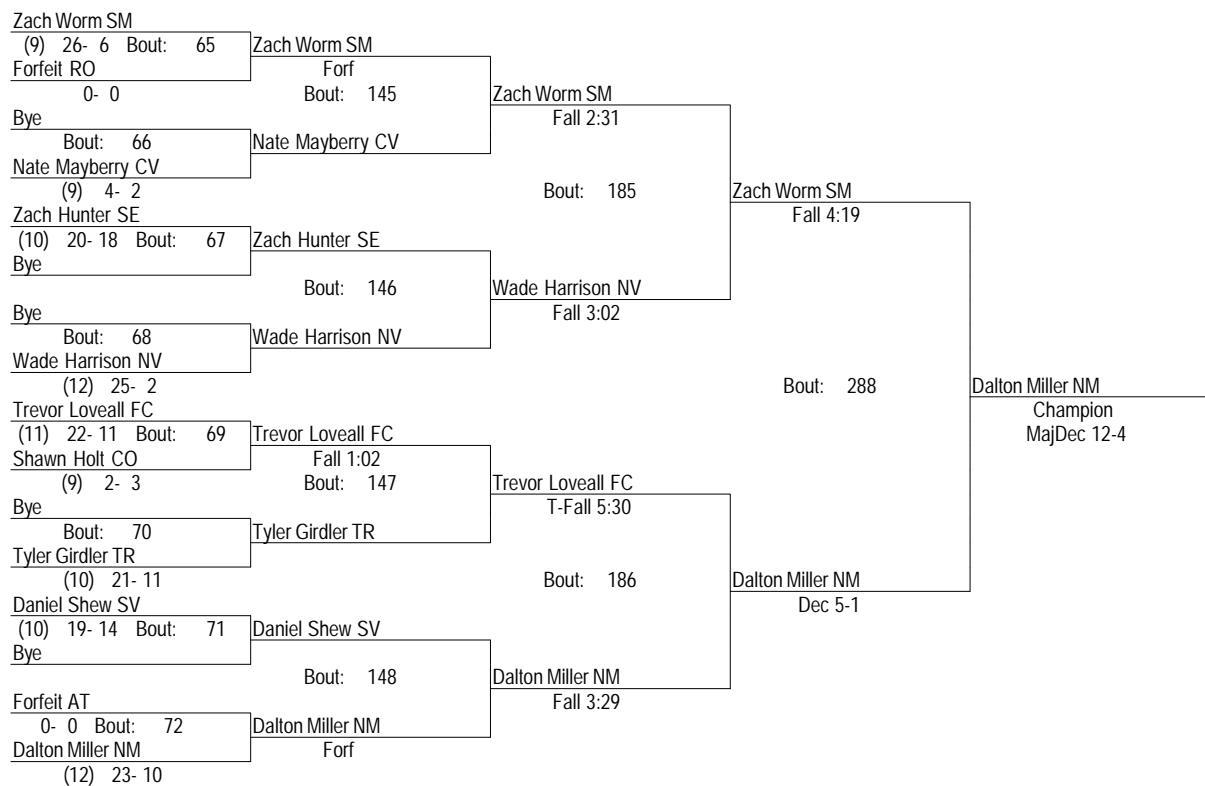 Zach Worm SM
(9) 26- 6 Bout: 65
Forfeit RO
0- 0
Bye
Bout: 66
Nate Mayberry CV
(9) 4- 2
Zach Hunter SE
(10) 20- 18 Bout: 67
Bye
Bye
Bout: 68
Wade Harrison NV
(12) 25- 2
Trevor Loveall FC
(11) 22- 11 Bout: 69
Shawn Holt CO
(9) 2- 3
Bye
Bout: 70
Tyler Girdler TR
(10) 21- 11
Daniel Shew SV
(10) 19- 14 Bout: 71
Bye
Forfeit AT
0- 0 Bout: 72
Dalton Miller NM
(12) 23- 10
Zach Worm SM
Forf
Bout: 145
Nate Mayberry CV
Zach Hunter SE
Bout: 146
Wade Harrison NV
Trevor Loveall FC
Fall 1:02
Bout: 147
Tyler Girdler TR
Daniel Shew SV
Bout: 148
Dalton Miller NM
Forf
Zach Worm SM
Fall 2:31
Bout: 185
Wade Harrison NV
Fall 3:02
Trevor Loveall FC
T-Fall 5:30
Bout: 186
Dalton Miller NM
Fall 3:29
Zach Worm SM
Fall 4:19
Bout: 288
Dalton Miller NM
Dec 5-1
Dalton Miller NM
Champion
MajDec 12-4